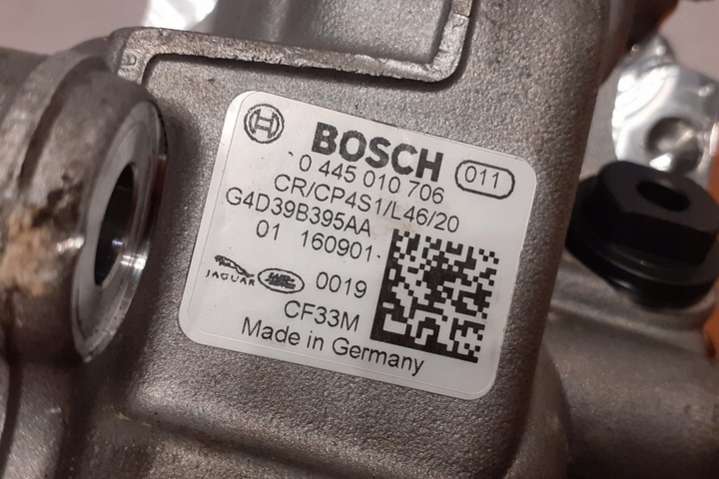 BOSCH
011
0 445 010 706
CR/CP4S1/L46/20
G4D39B395AA
01 160901
JAGUAR
0019
CF33M
Made in Germany